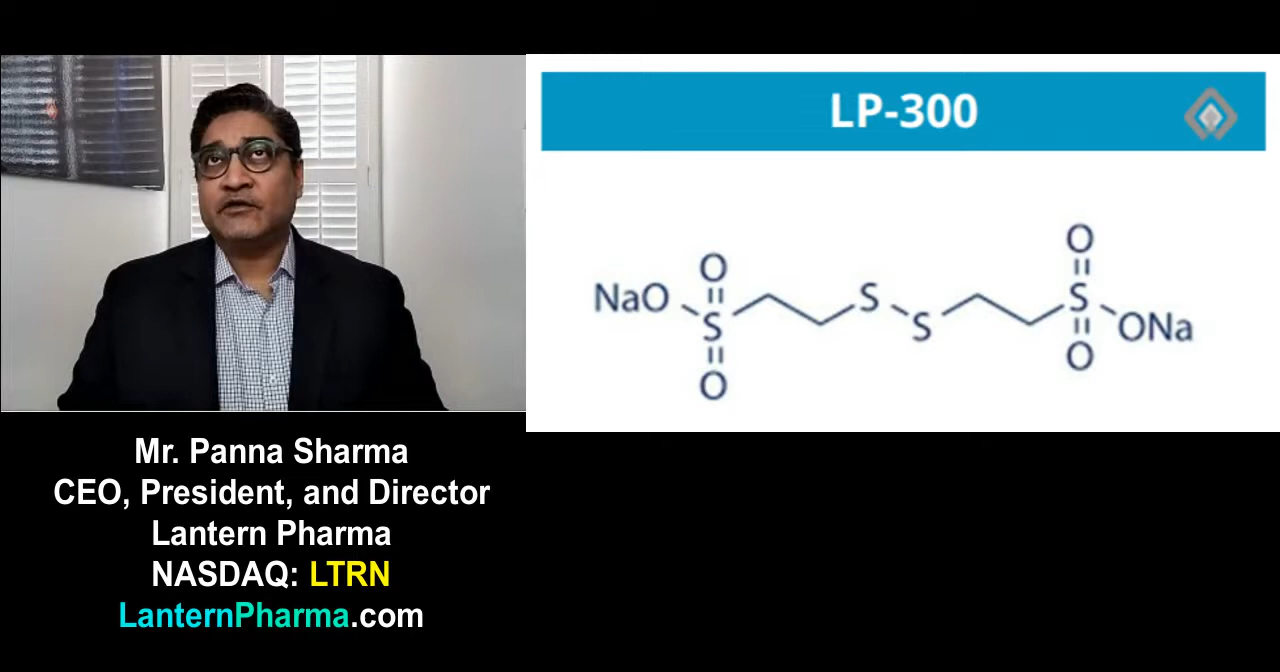 LP-300
O
O
NaO
S
S
S
S
ONa
O
O
Mr. Panna Sharma
CEO, President, and Director
Lantern Pharma
NASDAQ: LTRN
LanternPharma.com